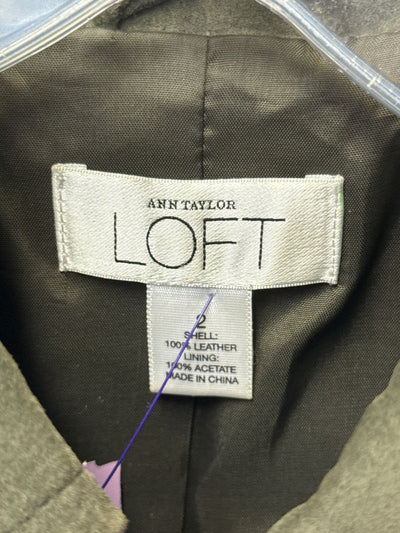 ANN TAYLOR
LOFT
2
SHELL:
100% LEATHER
LINING:
100% ACETATE
MADE IN CHINA